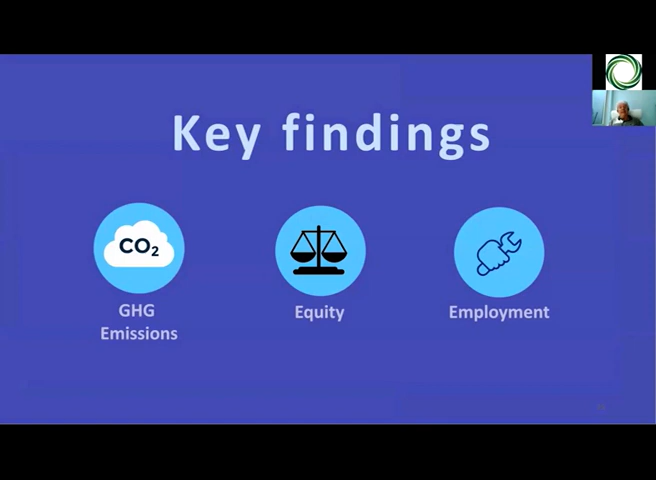 Key findings
CO₂
GHG
Emissions
Equity
Employment